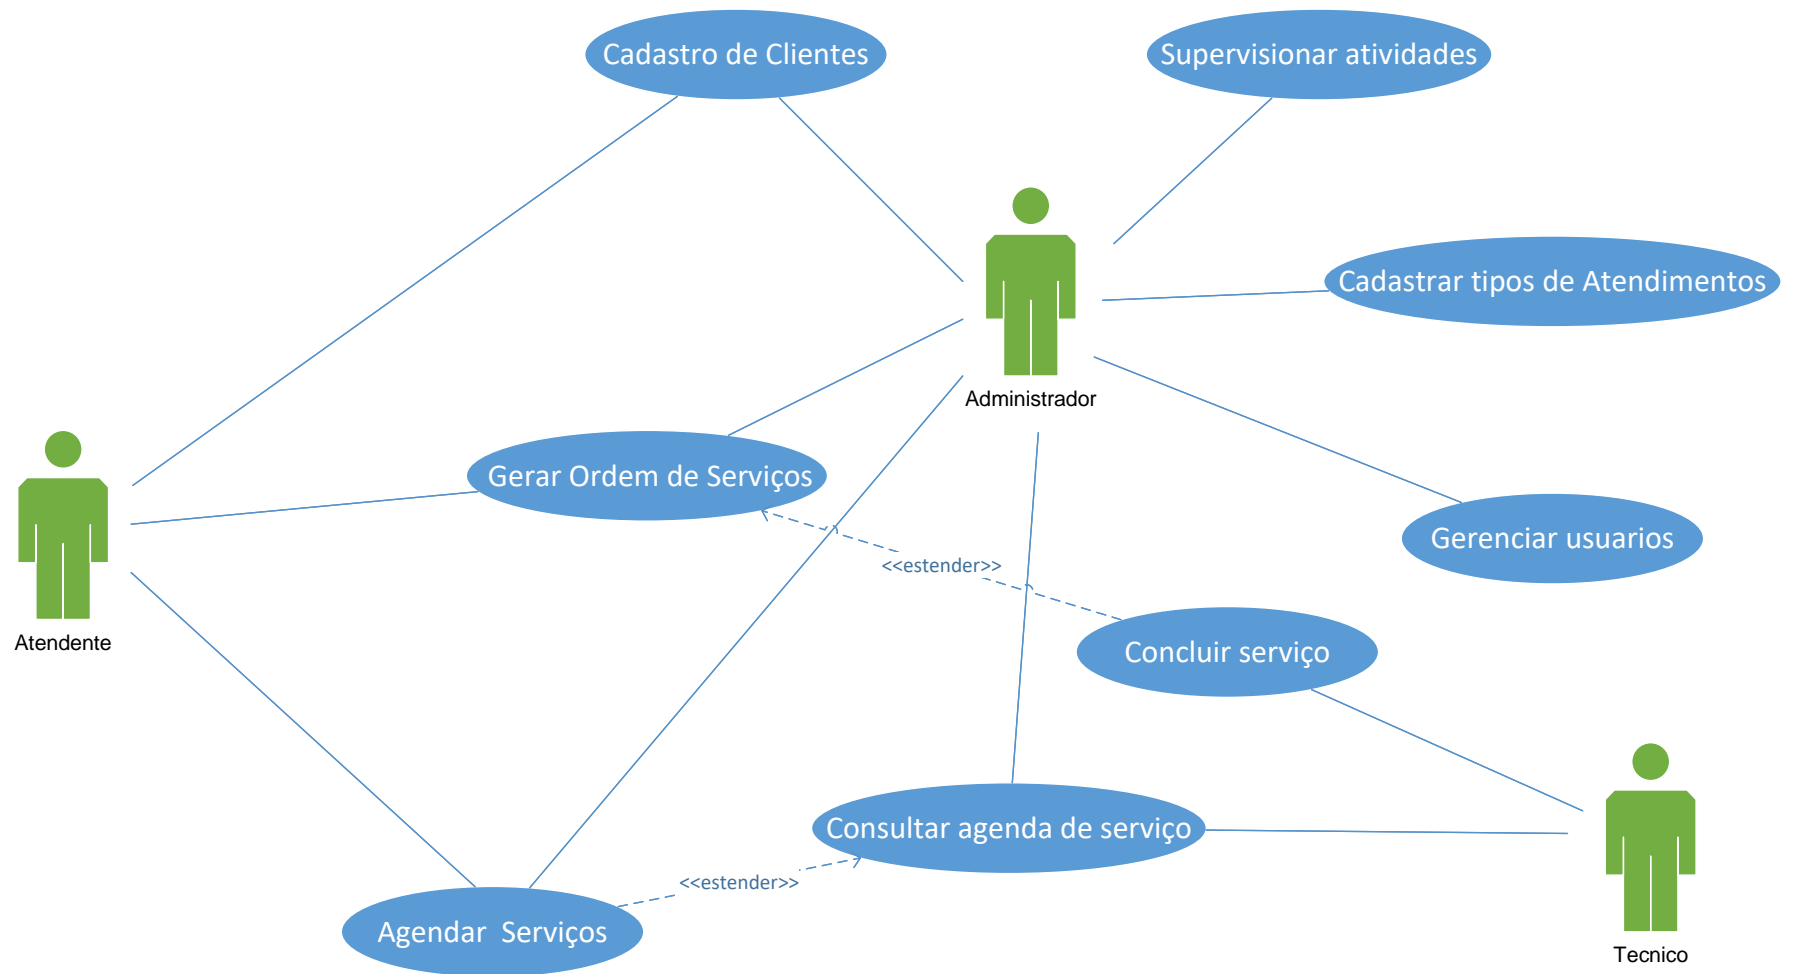 Cadastro de Clientes
Supervisionar atividades
Cadastrar tipos de Atendimentos
Administrador
Gerar Ordem de Serviços
Gerenciar usuarios
<<estender>>
Atendente
Concluir serviço
Consultar agenda de serviço
<<estender>>
Agendar  Serviços
Tecnico